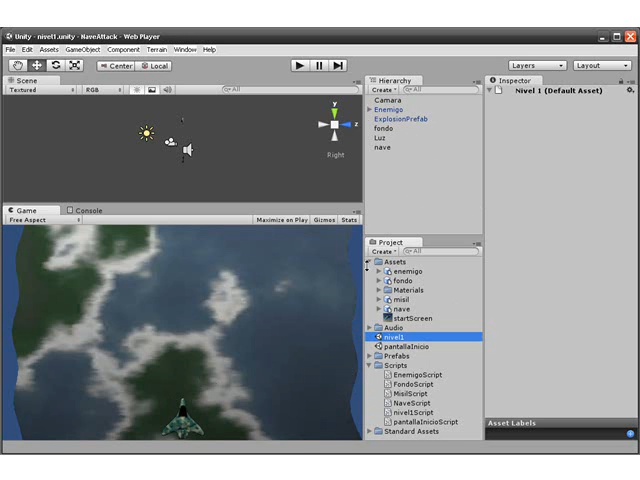 Unity - nivel1.unity - NaveAttack - Web Player
File Edit Assets GameObject Component Terrain Window Help
Center Local Layers Layout
Scene
Textured RGB All
y
z
Right
Game Console
Free Aspect Maximize on Play Gizmos Stats
Hierarchy
Create All
Camara
Enemigo
ExplosionPrefab
fondo
Luz
nave
Project
Create All
Assets
enemigo
fondo
Materials
misil
nave
startScreen
Audio
nivel1
pantallaInicio
Prefabs
Scripts
EnemigoScript
FondoScript
MisilScript
NaveScript
nivel1Script
pantallaInicioScript
Standard Assets
Inspector
Nivel 1 (Default Asset)
Asset Labels